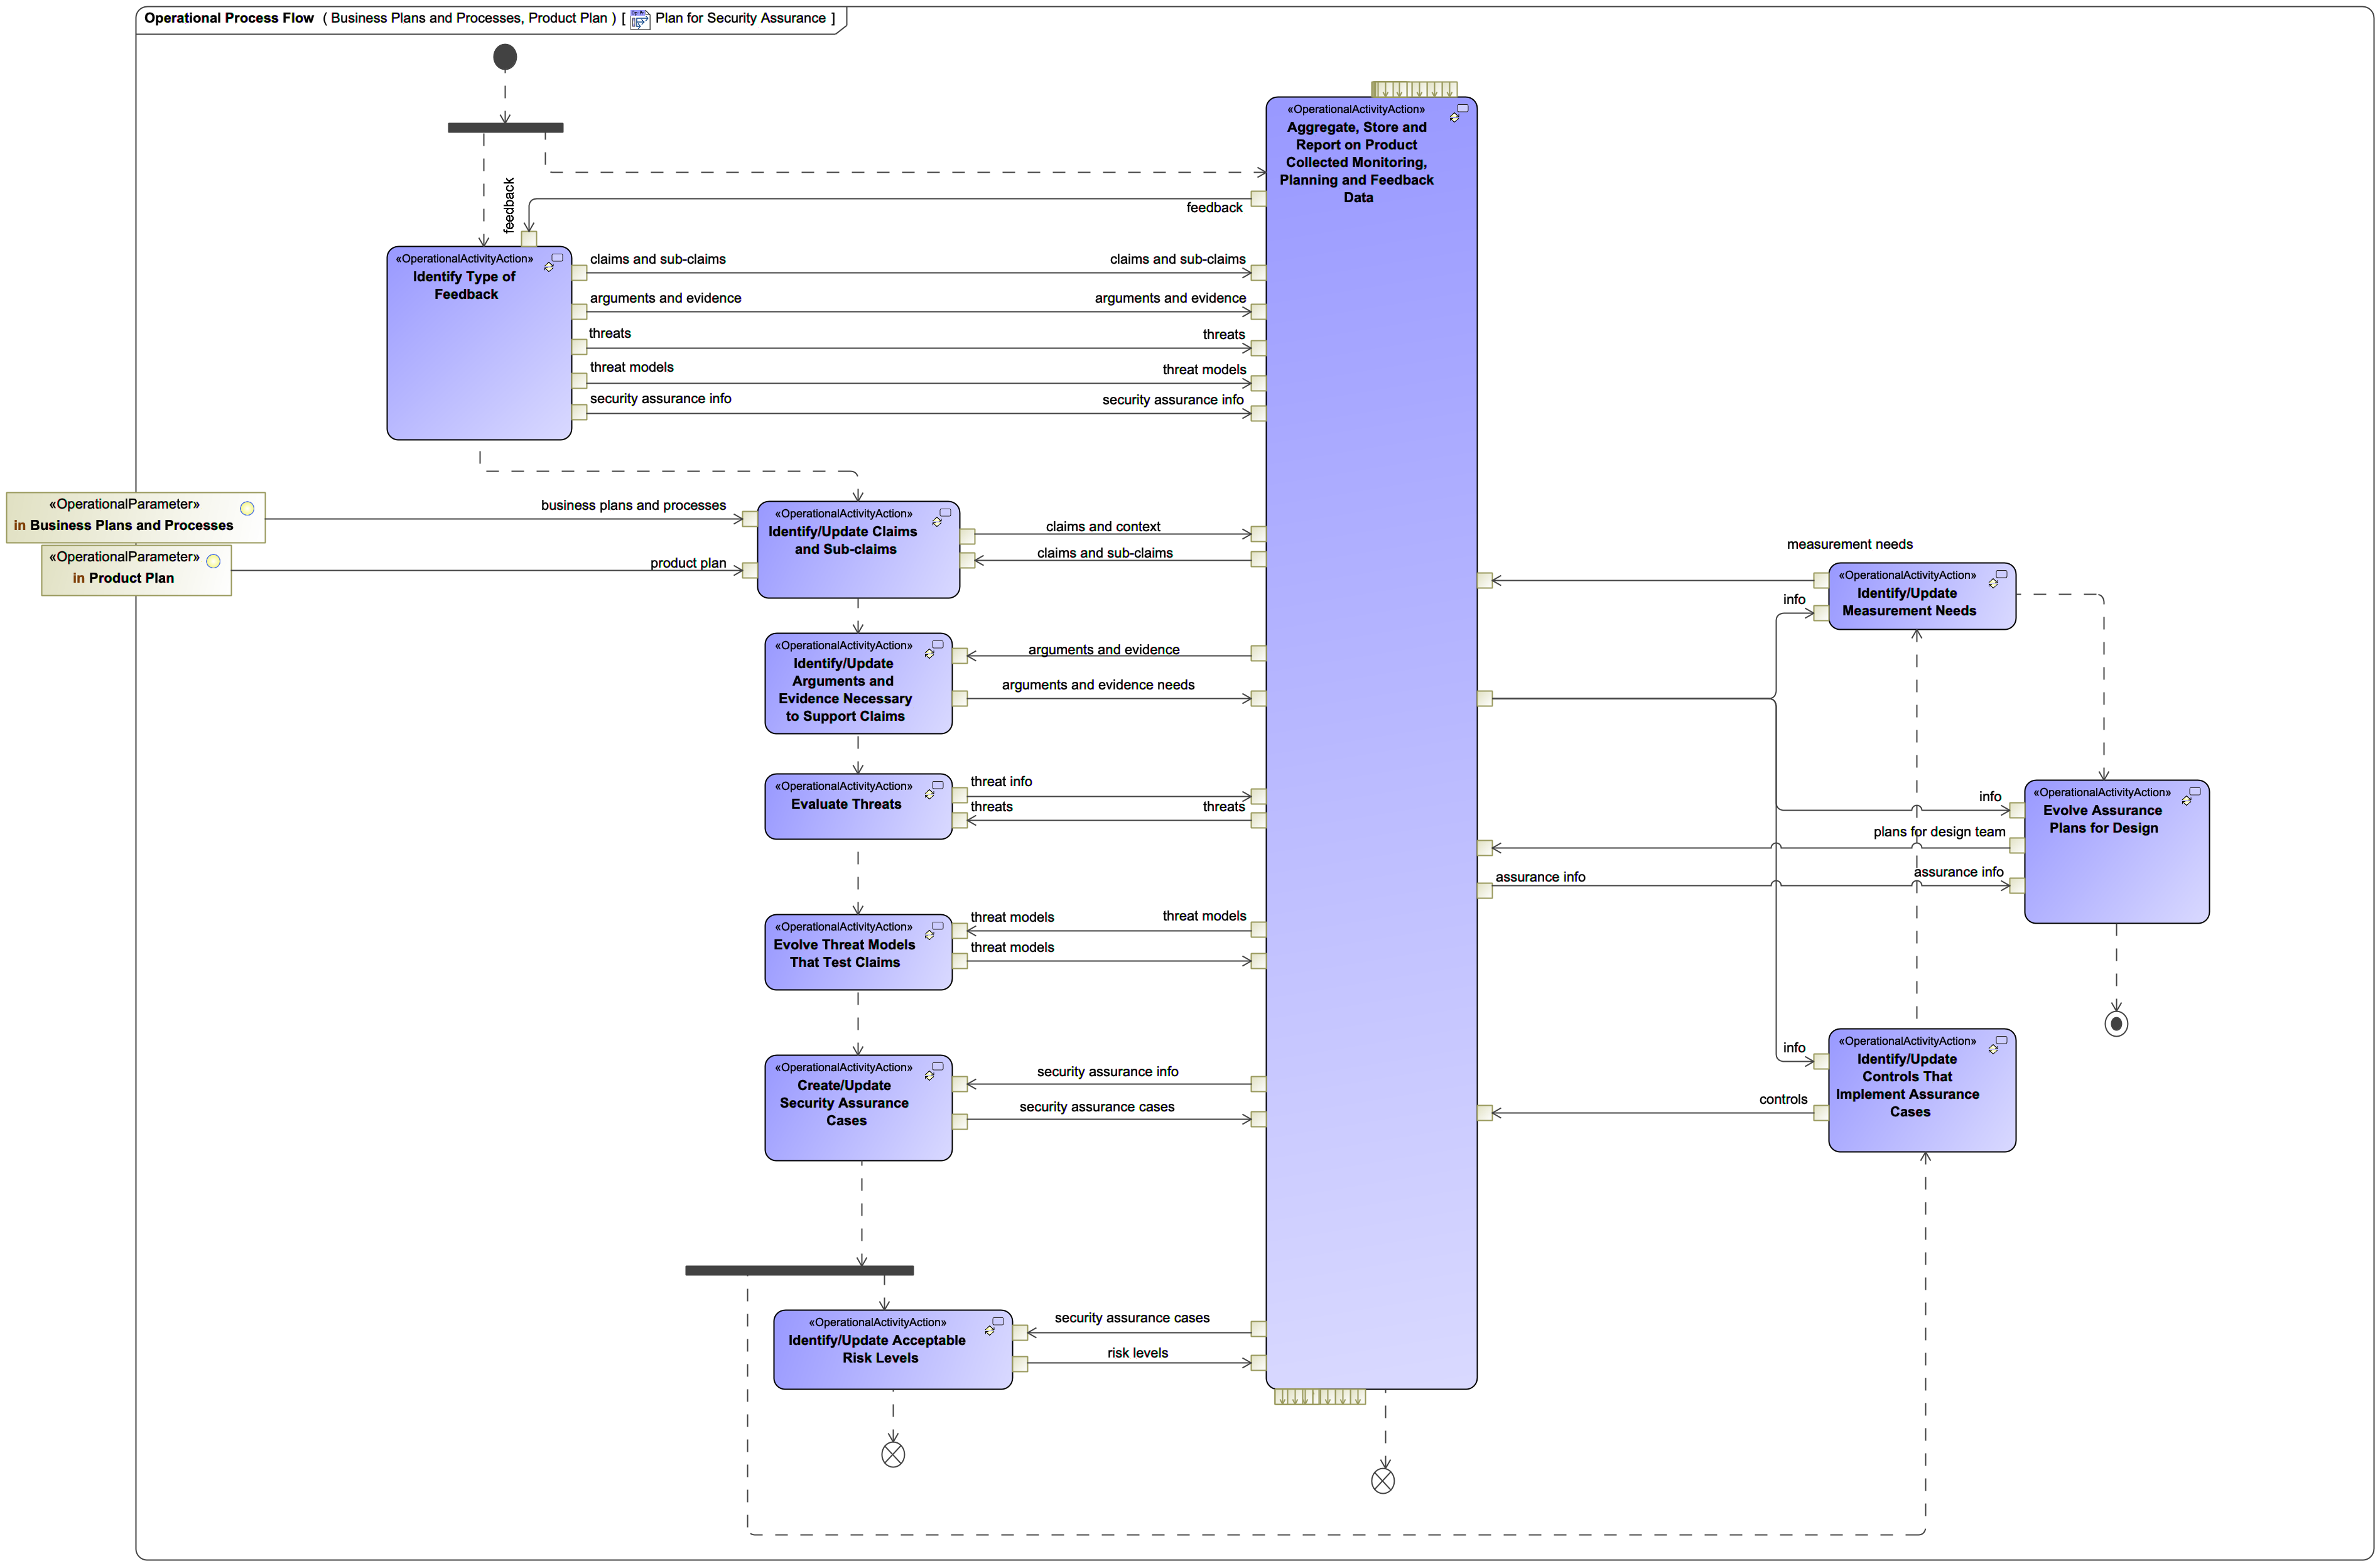 Operational Process Flow ( Business Plans and Processes, Product Plan ) [ Plan for Security Assurance ]
«OperationalActivityAction»
Aggregate, Store and
Report on Product
Collected Monitoring,
Planning and Feedback
Data
feedback
feedback
«OperationalActivityAction»
Identify Type of
Feedback
claims and sub-claims
claims and sub-claims
arguments and evidence
arguments and evidence
threats
threats
threat models
threat models
security assurance info
security assurance info
«OperationalParameter»
in Business Plans and Processes
business plans and processes
«OperationalParameter»
in Product Plan
product plan
«OperationalActivityAction»
Identify/Update Claims
and Sub-claims
claims and context
claims and sub-claims
measurement needs
«OperationalActivityAction»
Identify/Update
Measurement Needs
info
«OperationalActivityAction»
Identify/Update
Arguments and
Evidence Necessary
to Support Claims
arguments and evidence
arguments and evidence needs
«OperationalActivityAction»
Evaluate Threats
threat info
threats
threats
«OperationalActivityAction»
Evolve Assurance
Plans for Design
info
plans for design team
assurance info
assurance info
«OperationalActivityAction»
Evolve Threat Models
That Test Claims
threat models
threat models
threat models
«OperationalActivityAction»
Create/Update
Security Assurance
Cases
security assurance info
security assurance cases
info
controls
«OperationalActivityAction»
Identify/Update
Controls That
Implement Assurance
Cases
«OperationalActivityAction»
Identify/Update Acceptable
Risk Levels
security assurance cases
risk levels